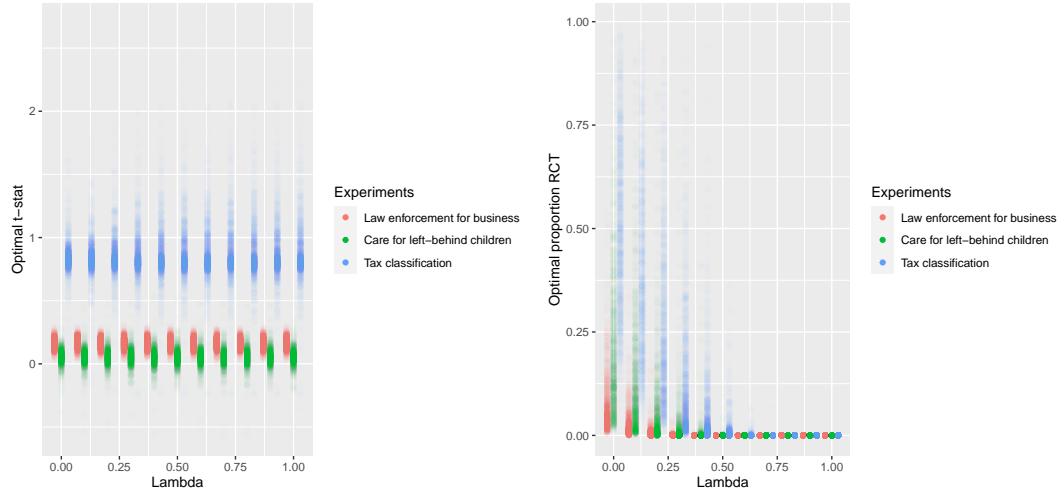 Optimal t−stat
2
1
0
0.00 0.25 0.50 0.75 1.00
Lambda
Experiments
Law enforcement for business
Care for left−behind children
Tax classification
Optimal proportion RCT
1.00
0.75
0.50
0.25
0.00
0.00 0.25 0.50 0.75 1.00
Lambda
Experiments
Law enforcement for business
Care for left−behind children
Tax classification